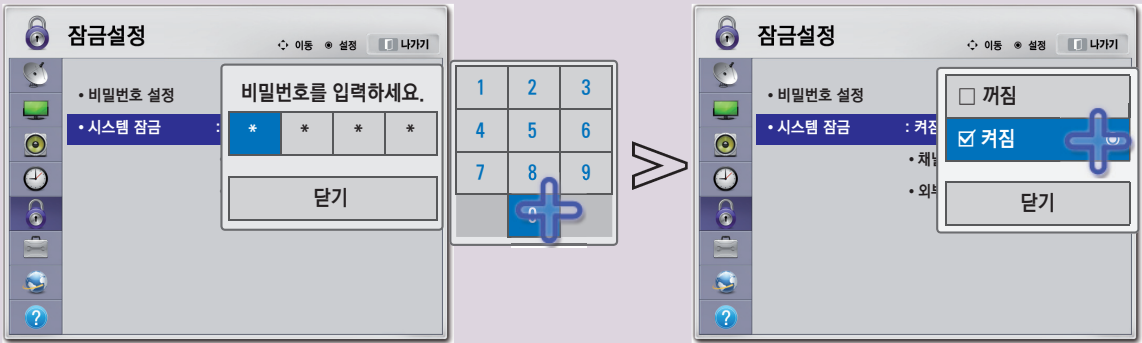 잠금설정
이동 설정 나가기
• 비밀번호 설정
• 시스템 잠금 :
비밀번호를 입력하세요.
* * * *
닫기
1 2 3
4 5 6
7 8 9
>
잠금설정
이동 설정 나가기
• 비밀번호 설정
• 시스템 잠금 : 켜짐
• 채널
• 외부
꺼짐
켜짐
닫기
?
?